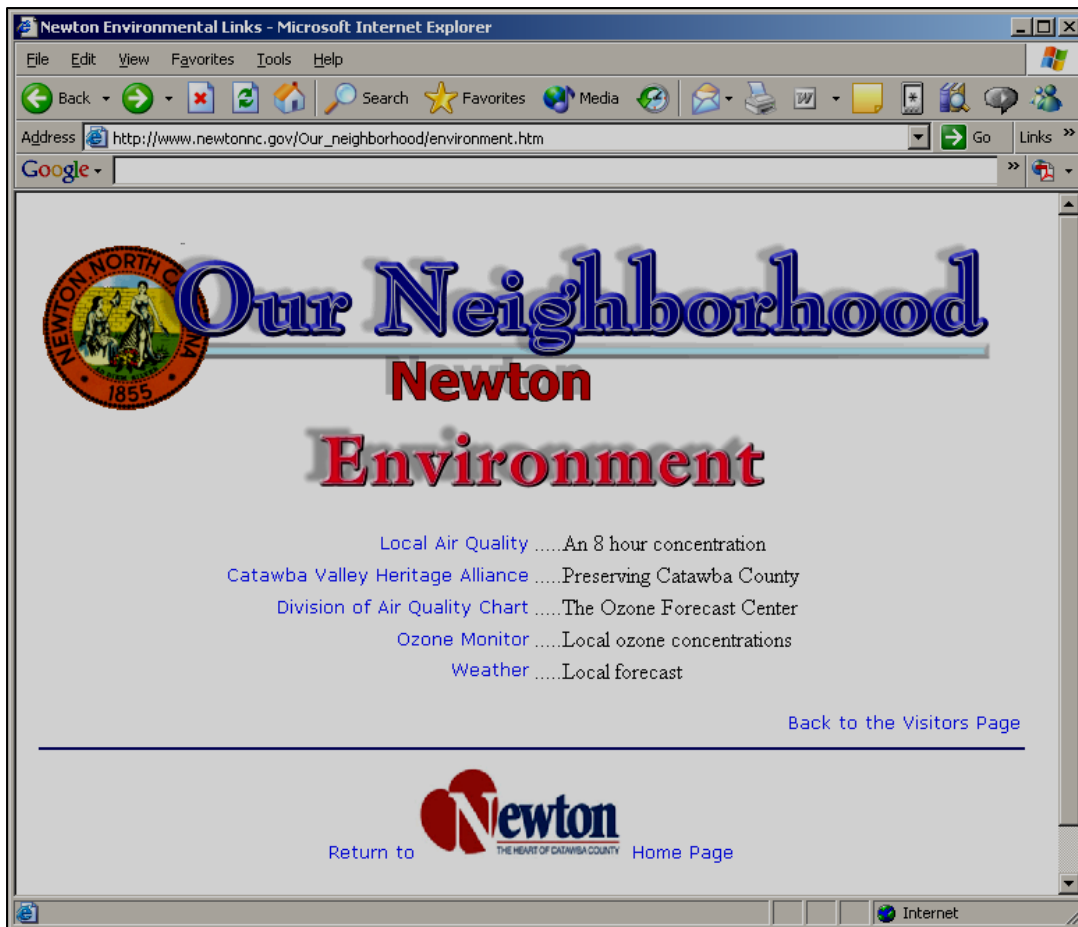 Newton Environmental Links - Microsoft Internet Explorer
File Edit View Favorites Tools Help
Back Search Favorites Media
Address http://www.newtonnc.gov/Our_neighborhood/environment.htm Go Links »
Google »
NEWTON, NORTH CAROLINA
1855
Our Neighborhood
Newton
Environment
Local Air Quality .....An 8 hour concentration
Catawba Valley Heritage Alliance .....Preserving Catawba County
Division of Air Quality Chart .....The Ozone Forecast Center
Ozone Monitor .....Local ozone concentrations
Weather .....Local forecast
Back to the Visitors Page
Newton
THE HEART OF CATAWBA COUNTY
Return to Home Page
Internet